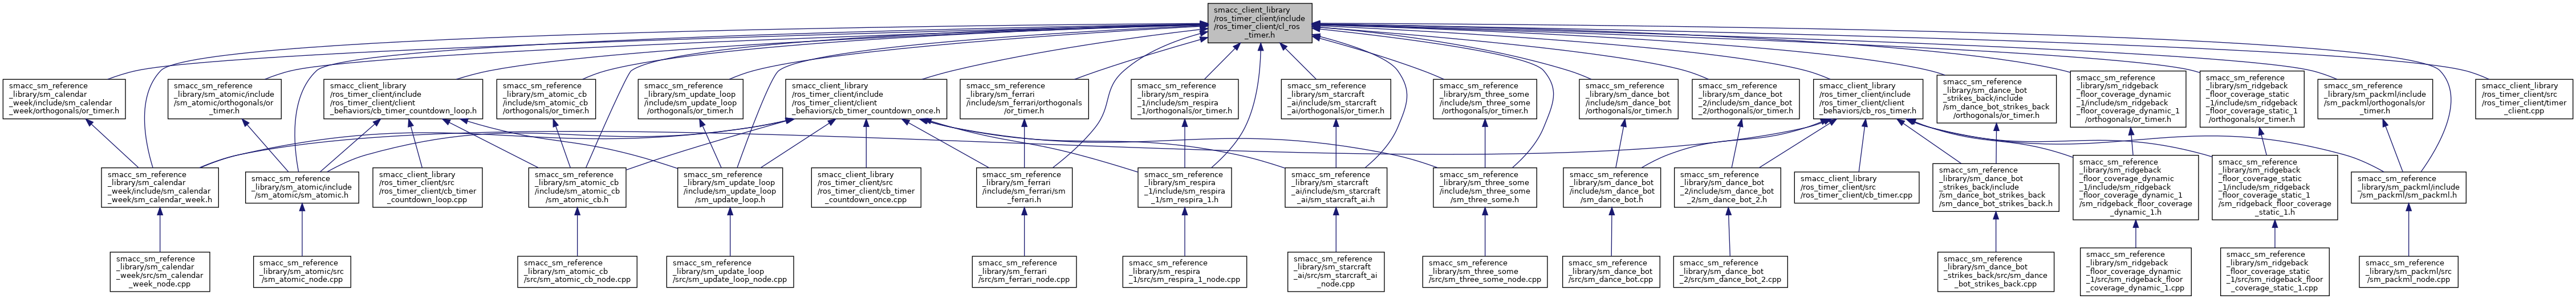 smacc_client_library
/ros_timer_client/include
/ros_timer_client/cl_ros
_timer.h
smacc_sm_reference
_library/sm_calendar
_week/include/sm_calendar
_week/orthogonals/or_timer.h
smacc_sm_reference
_library/sm_atomic/include
/sm_atomic/orthogonals/or
_timer.h
smacc_client_library
/ros_timer_client/include
/ros_timer_client/client
_behaviors/cb_timer_countdown_loop.h
smacc_sm_reference
_library/sm_atomic_cb
/include/sm_atomic_cb
/orthogonals/or_timer.h
smacc_sm_reference
_library/sm_update_loop
/include/sm_update_loop
/orthogonals/or_timer.h
smacc_client_library
/ros_timer_client/include
/ros_timer_client/client
_behaviors/cb_timer_countdown_once.h
smacc_sm_reference
_library/sm_ferrari
/include/sm_ferrari/orthogonals
/or_timer.h
smacc_sm_reference
_library/sm_respira
_1/include/sm_respira
_1/orthogonals/or_timer.h
smacc_sm_reference
_library/sm_starcraft
_ai/include/sm_starcraft
_ai/orthogonals/or_timer.h
smacc_sm_reference
_library/sm_three_some
/include/sm_three_some
/orthogonals/or_timer.h
smacc_sm_reference
_library/sm_dance_bot
/include/sm_dance_bot
/orthogonals/or_timer.h
smacc_sm_reference
_library/sm_dance_bot
_2/include/sm_dance_bot
_2/orthogonals/or_timer.h
smacc_client_library
/ros_timer_client/include
/ros_timer_client/client
_behaviors/cb_ros_timer.h
smacc_sm_reference
_library/sm_dance_bot
_strikes_back/include
/sm_dance_bot_strikes_back
/orthogonals/or_timer.h
smacc_sm_reference
_library/sm_ridgeback
_floor_coverage_dynamic
_1/include/sm_ridgeback
_floor_coverage_dynamic_1
/orthogonals/or_timer.h
smacc_sm_reference
_library/sm_ridgeback
_floor_coverage_static
_1/include/sm_ridgeback
_floor_coverage_static_1
/orthogonals/or_timer.h
smacc_sm_reference
_library/sm_packml/include
/sm_packml/orthogonals/or
_timer.h
smacc_client_library
/ros_timer_client/src
/ros_timer_client/timer
_client.cpp
smacc_sm_reference
_library/sm_calendar
_week/include/sm_calendar
_week/sm_calendar_week.h
smacc_sm_reference
_library/sm_atomic/include
/sm_atomic/sm_atomic.h
smacc_client_library
/ros_timer_client/src
/ros_timer_client/cb_timer
_countdown_loop.cpp
smacc_sm_reference
_library/sm_atomic_cb
/include/sm_atomic_cb
/sm_atomic_cb.h
smacc_sm_reference
_library/sm_update_loop
/include/sm_update_loop
/sm_update_loop.h
smacc_client_library
/ros_timer_client/src
/ros_timer_client/cb_timer
_countdown_once.cpp
smacc_sm_reference
_library/sm_ferrari
/include/sm_ferrari/sm
_ferrari.h
smacc_sm_reference
_library/sm_respira
_1/include/sm_respira
_1/sm_respira_1.h
smacc_sm_reference
_library/sm_starcraft
_ai/include/sm_starcraft
_ai/sm_starcraft_ai.h
smacc_sm_reference
_library/sm_three_some
/include/sm_three_some
/sm_three_some.h
smacc_sm_reference
_library/sm_dance_bot
/include/sm_dance_bot
/sm_dance_bot.h
smacc_sm_reference
_library/sm_dance_bot
_2/include/sm_dance_bot
_2/sm_dance_bot_2.h
smacc_client_library
/ros_timer_client/src
/ros_timer_client/cb_timer.cpp
smacc_sm_reference
_library/sm_dance_bot
_strikes_back/include
/sm_dance_bot_strikes_back
/sm_dance_bot_strikes_back.h
smacc_sm_reference
_library/sm_ridgeback
_floor_coverage_dynamic
_1/include/sm_ridgeback
_floor_coverage_dynamic_1
/sm_ridgeback_floor_coverage
_dynamic_1.h
smacc_sm_reference
_library/sm_ridgeback
_floor_coverage_static
_1/include/sm_ridgeback
_floor_coverage_static_1
/sm_ridgeback_floor_coverage
_static_1.h
smacc_sm_reference
_library/sm_packml/include
/sm_packml/sm_packml.h
smacc_sm_reference
_library/sm_calendar
_week/src/sm_calendar
_week_node.cpp
smacc_sm_reference
_library/sm_atomic/src
/sm_atomic_node.cpp
smacc_sm_reference
_library/sm_atomic_cb
/src/sm_atomic_cb_node.cpp
smacc_sm_reference
_library/sm_update_loop
/src/sm_update_loop_node.cpp
smacc_sm_reference
_library/sm_ferrari
/src/sm_ferrari_node.cpp
smacc_sm_reference
_library/sm_respira
_1/src/sm_respira_1_node.cpp
smacc_sm_reference
_library/sm_starcraft
_ai/src/sm_starcraft_ai
_node.cpp
smacc_sm_reference
_library/sm_three_some
/src/sm_three_some_node.cpp
smacc_sm_reference
_library/sm_dance_bot
/src/sm_dance_bot.cpp
smacc_sm_reference
_library/sm_dance_bot
_2/src/sm_dance_bot_2.cpp
smacc_sm_reference
_library/sm_dance_bot
_strikes_back/src/sm_dance
_bot_strikes_back.cpp
smacc_sm_reference
_library/sm_ridgeback
_floor_coverage_dynamic
_1/src/sm_ridgeback_floor
_coverage_dynamic_1.cpp
smacc_sm_reference
_library/sm_ridgeback
_floor_coverage_static
_1/src/sm_ridgeback_floor
_coverage_static_1.cpp
smacc_sm_reference
_library/sm_packml/src
/sm_packml_node.cpp